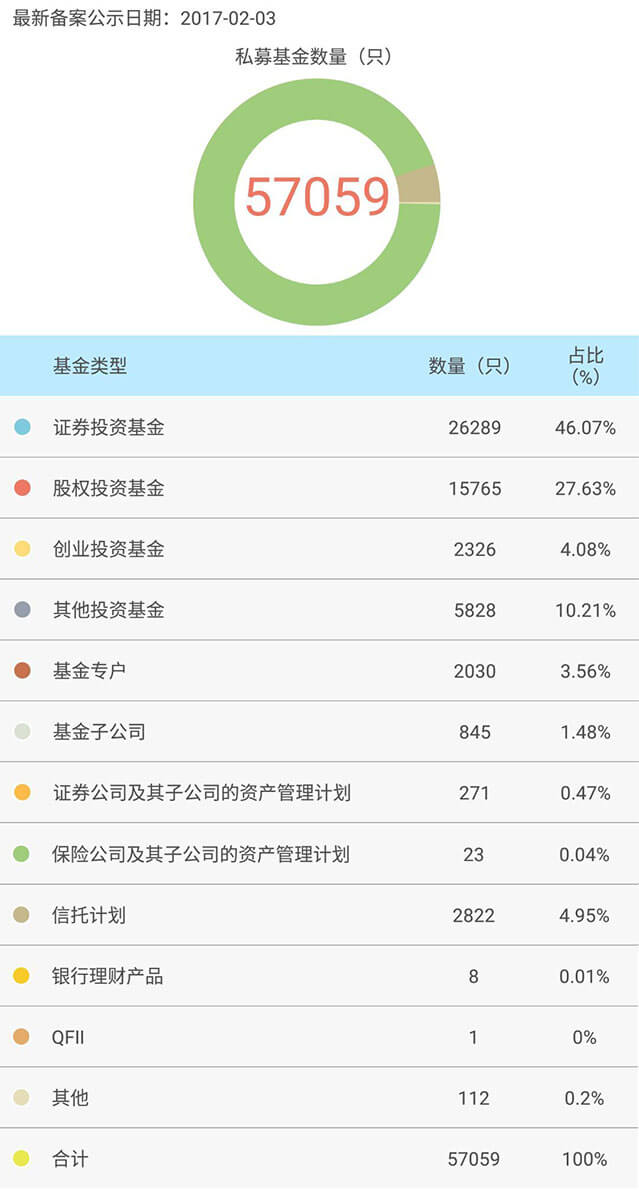 最新备案公示日期：2017-02-03
私募基金数量（只）
57059
基金类型 数量（只） 占比
（%）
证券投资基金 26289 46.07%
股权投资基金 15765 27.63%
创业投资基金 2326 4.08%
其他投资基金 5828 10.21%
基金专户 2030 3.56%
基金子公司 845 1.48%
证券公司及其子公司的资产管理计划 271 0.47%
保险公司及其子公司的资产管理计划 23 0.04%
信托计划 2822 4.95%
银行理财产品 8 0.01%
QFII 1 0%
其他 112 0.2%
合计 57059 100%